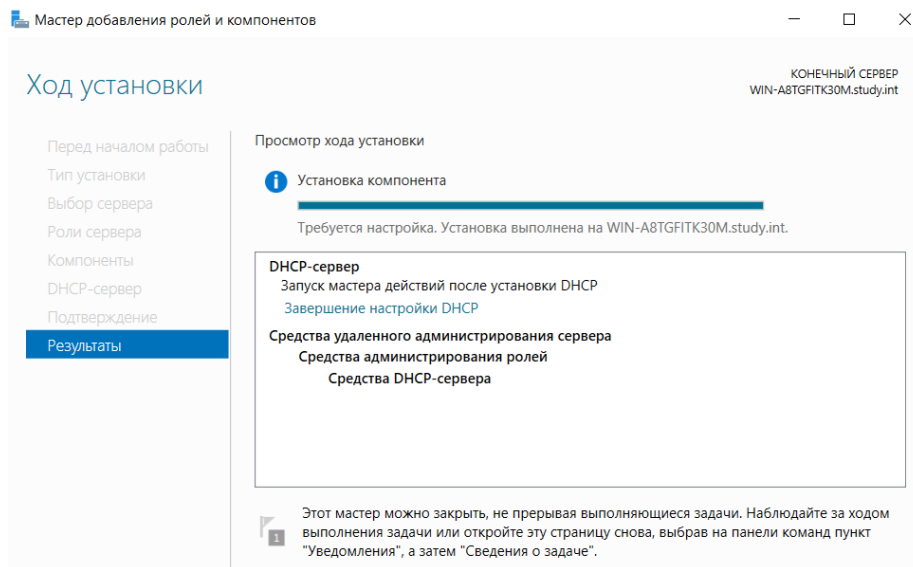 Мастер добавления ролей и компонентов
Ход установки
КОНЕЧНЫЙ СЕРВЕР
WIN-A8TGFITK30M.study.int
Перед началом работы
Тип установки
Выбор сервера
Роли сервера
Компоненты
DHCP-сервер
Подтверждение
Результаты
Просмотр хода установки
Установка компонента
Требуется настройка. Установка выполнена на WIN-A8TGFITK30M.study.int.
DHCP-сервер
Запуск мастера действий после установки DHCP
Завершение настройки DHCP
Средства удаленного администрирования сервера
Средства администрирования ролей
Средства DHCP-сервера
1
Этот мастер можно закрыть, не прерывая выполняющиеся задачи. Наблюдайте за ходом
выполнения задачи или откройте эту страницу снова, выбрав на панели команд пункт
"Уведомления", а затем "Сведения о задаче".